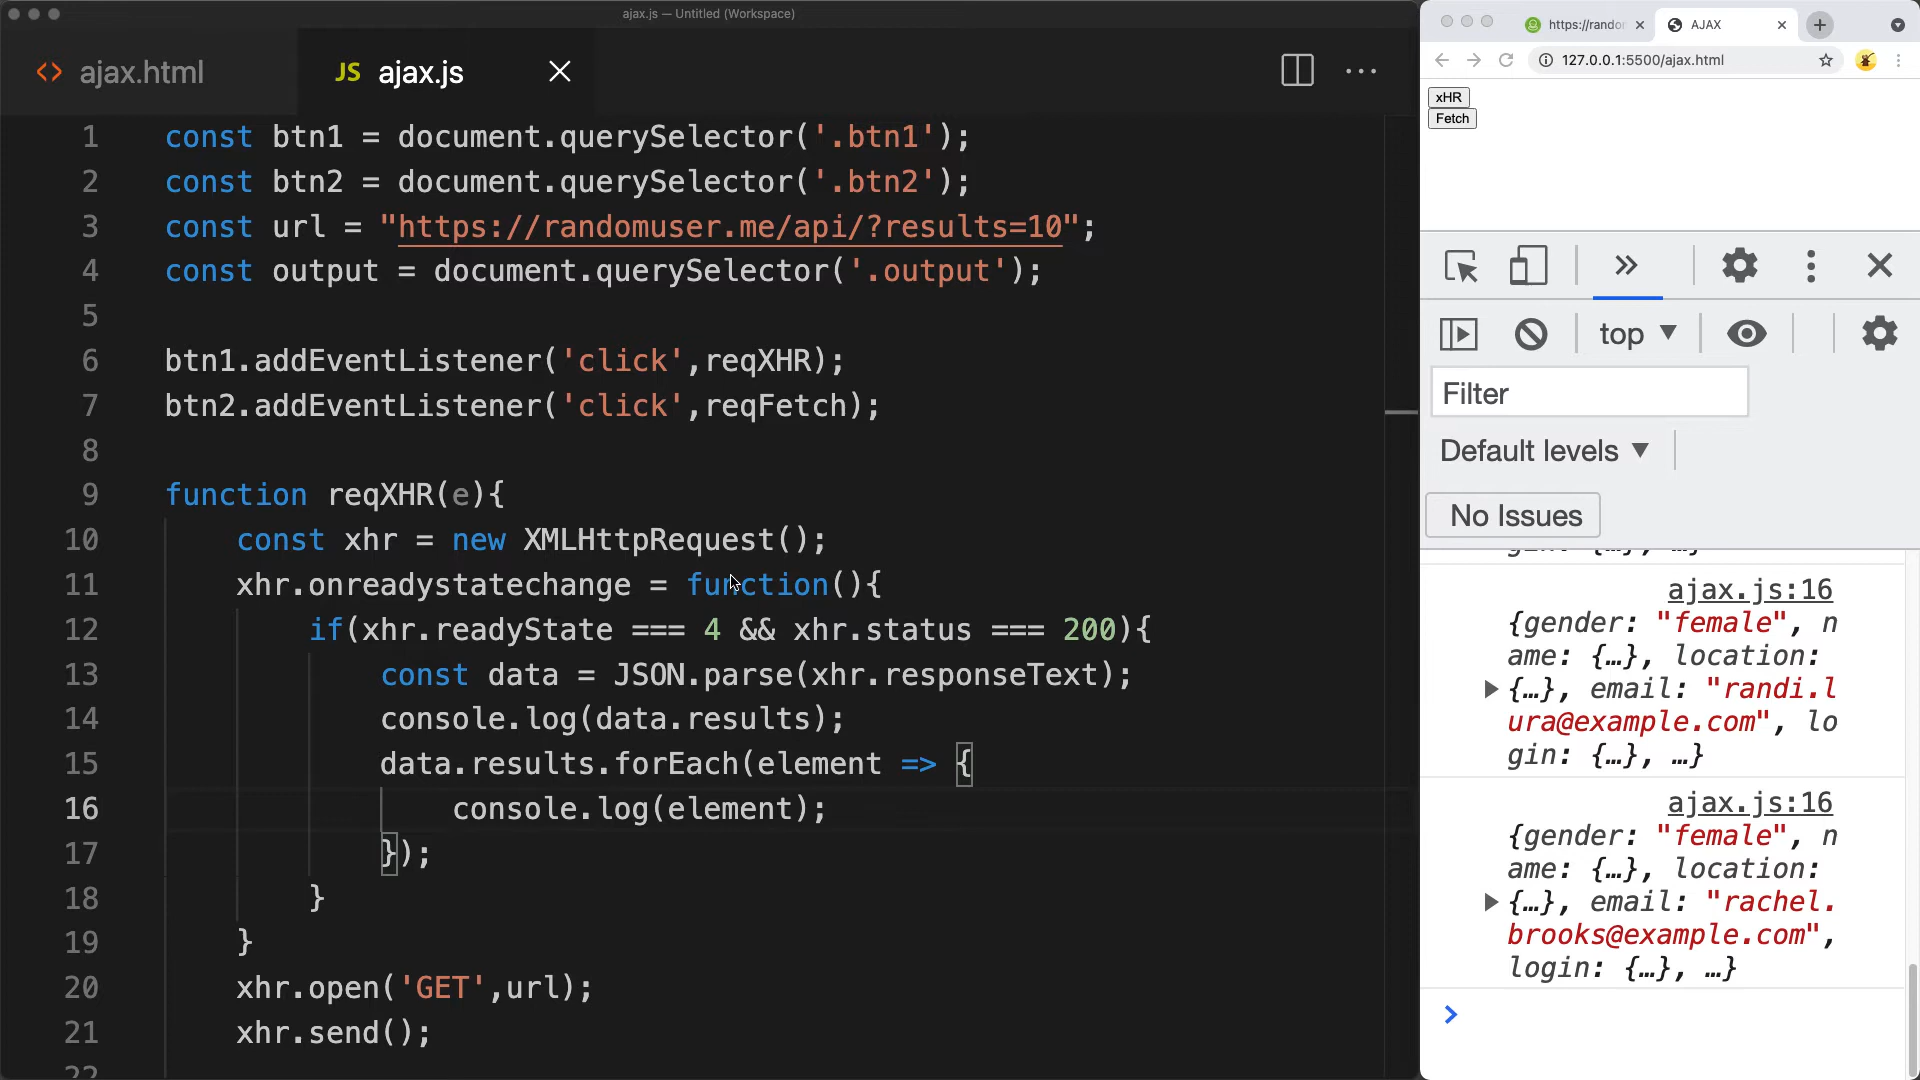 ajax.js — Untitled (Workspace)
ajax.html
JS ajax.js
1 const btn1 = document.querySelector('.btn1');
2 const btn2 = document.querySelector('.btn2');
3 const url = "https://randomuser.me/api/?results=10";
4 const output = document.querySelector('.output');
5
6 btn1.addEventListener('click',reqXHR);
7 btn2.addEventListener('click',reqFetch);
8
9 function reqXHR(e){
10 const xhr = new XMLHttpRequest();
11 xhr.onreadystatechange = function(){
12 if(xhr.readyState === 4 && xhr.status === 200){
13 const data = JSON.parse(xhr.responseText);
14 console.log(data.results);
15 data.results.forEach(element => {
16 console.log(element);
17 });
18 }
19 }
20 xhr.open('GET',url);
21 xhr.send();
22
https://rando
AJAX
127.0.0.1:5500/ajax.html
xHR
Fetch
top
Filter
Default levels
No Issues
gin: {…}, …}
ajax.js:16
{gender: "female", n
ame: {…}, location:
{…}, email: "randi.l
ura@example.com", lo
gin: {…}, …}
ajax.js:16
{gender: "female", n
ame: {…}, location:
{…}, email: "rachel.
brooks@example.com",
login: {…}, …}